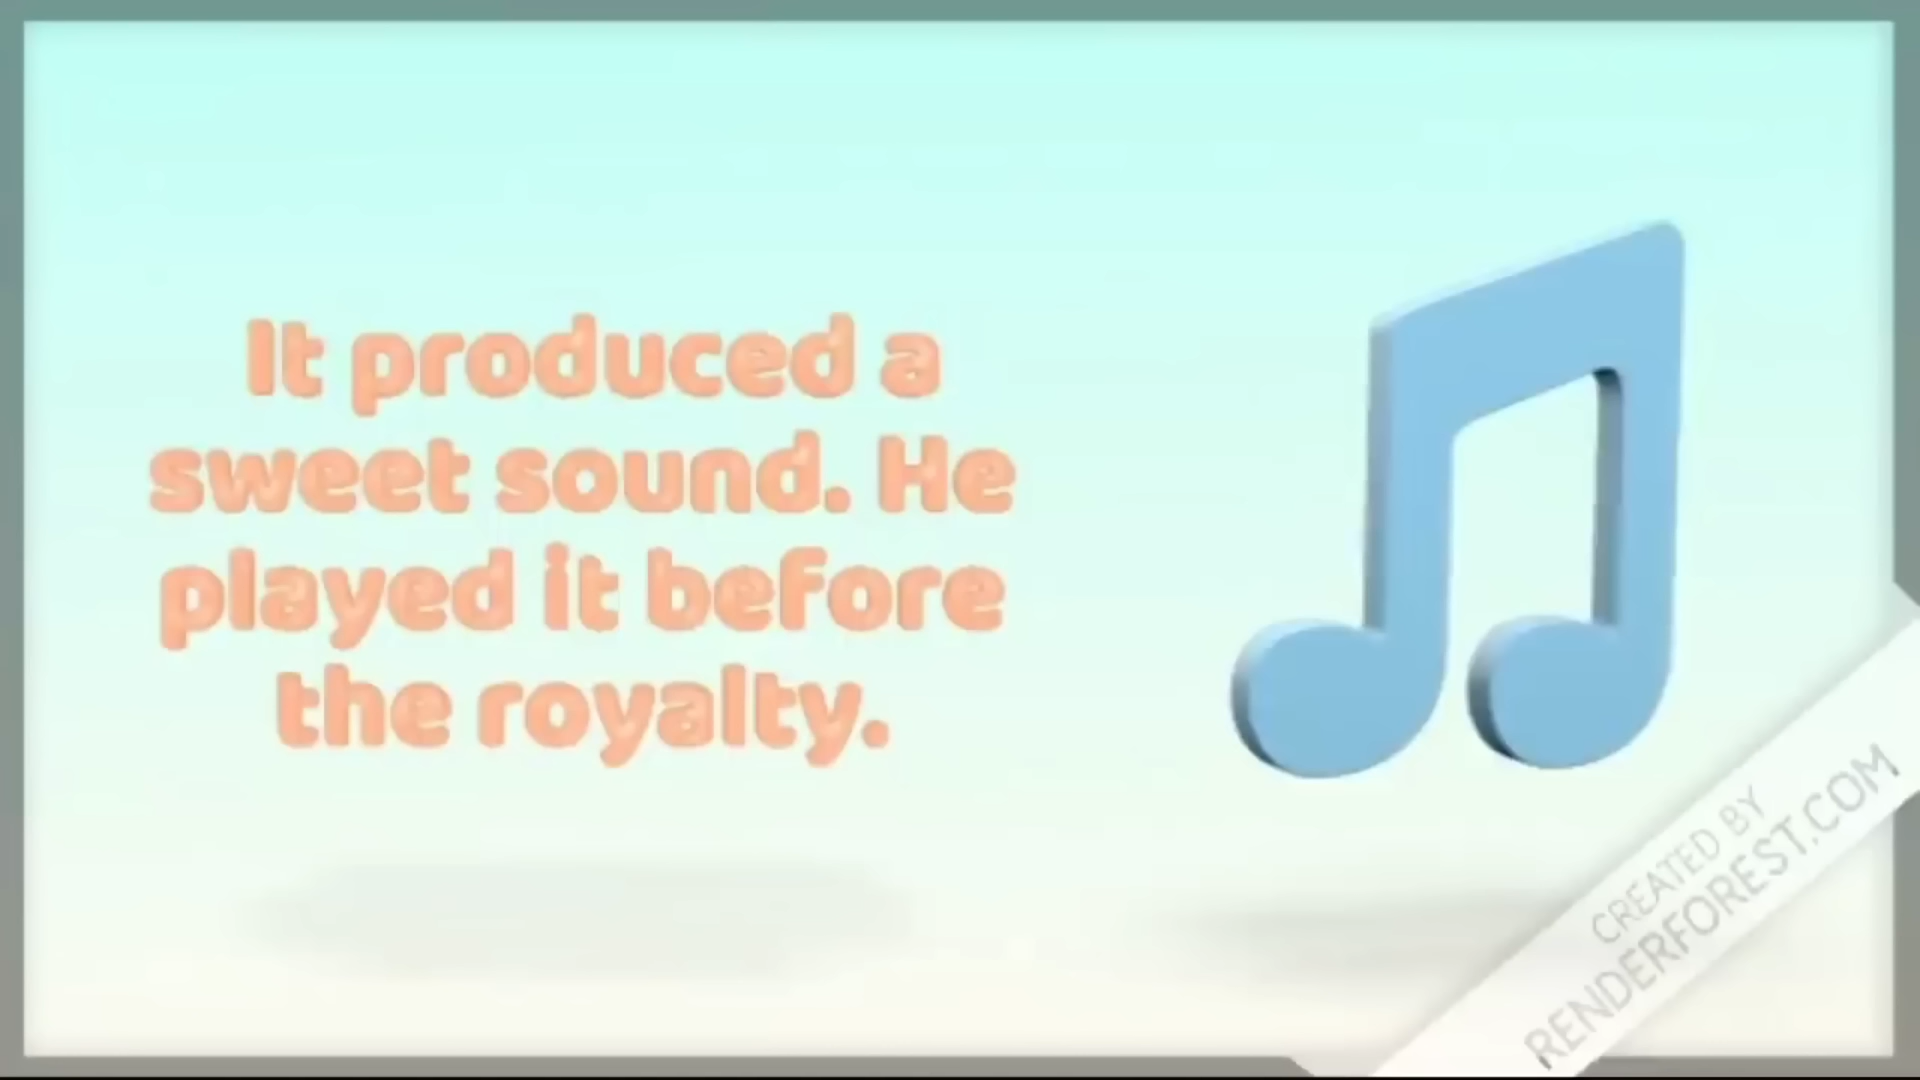 It produced a
sweet sound. He
played it before
the royalty.
CREATED BY
RENDERFOREST.COM